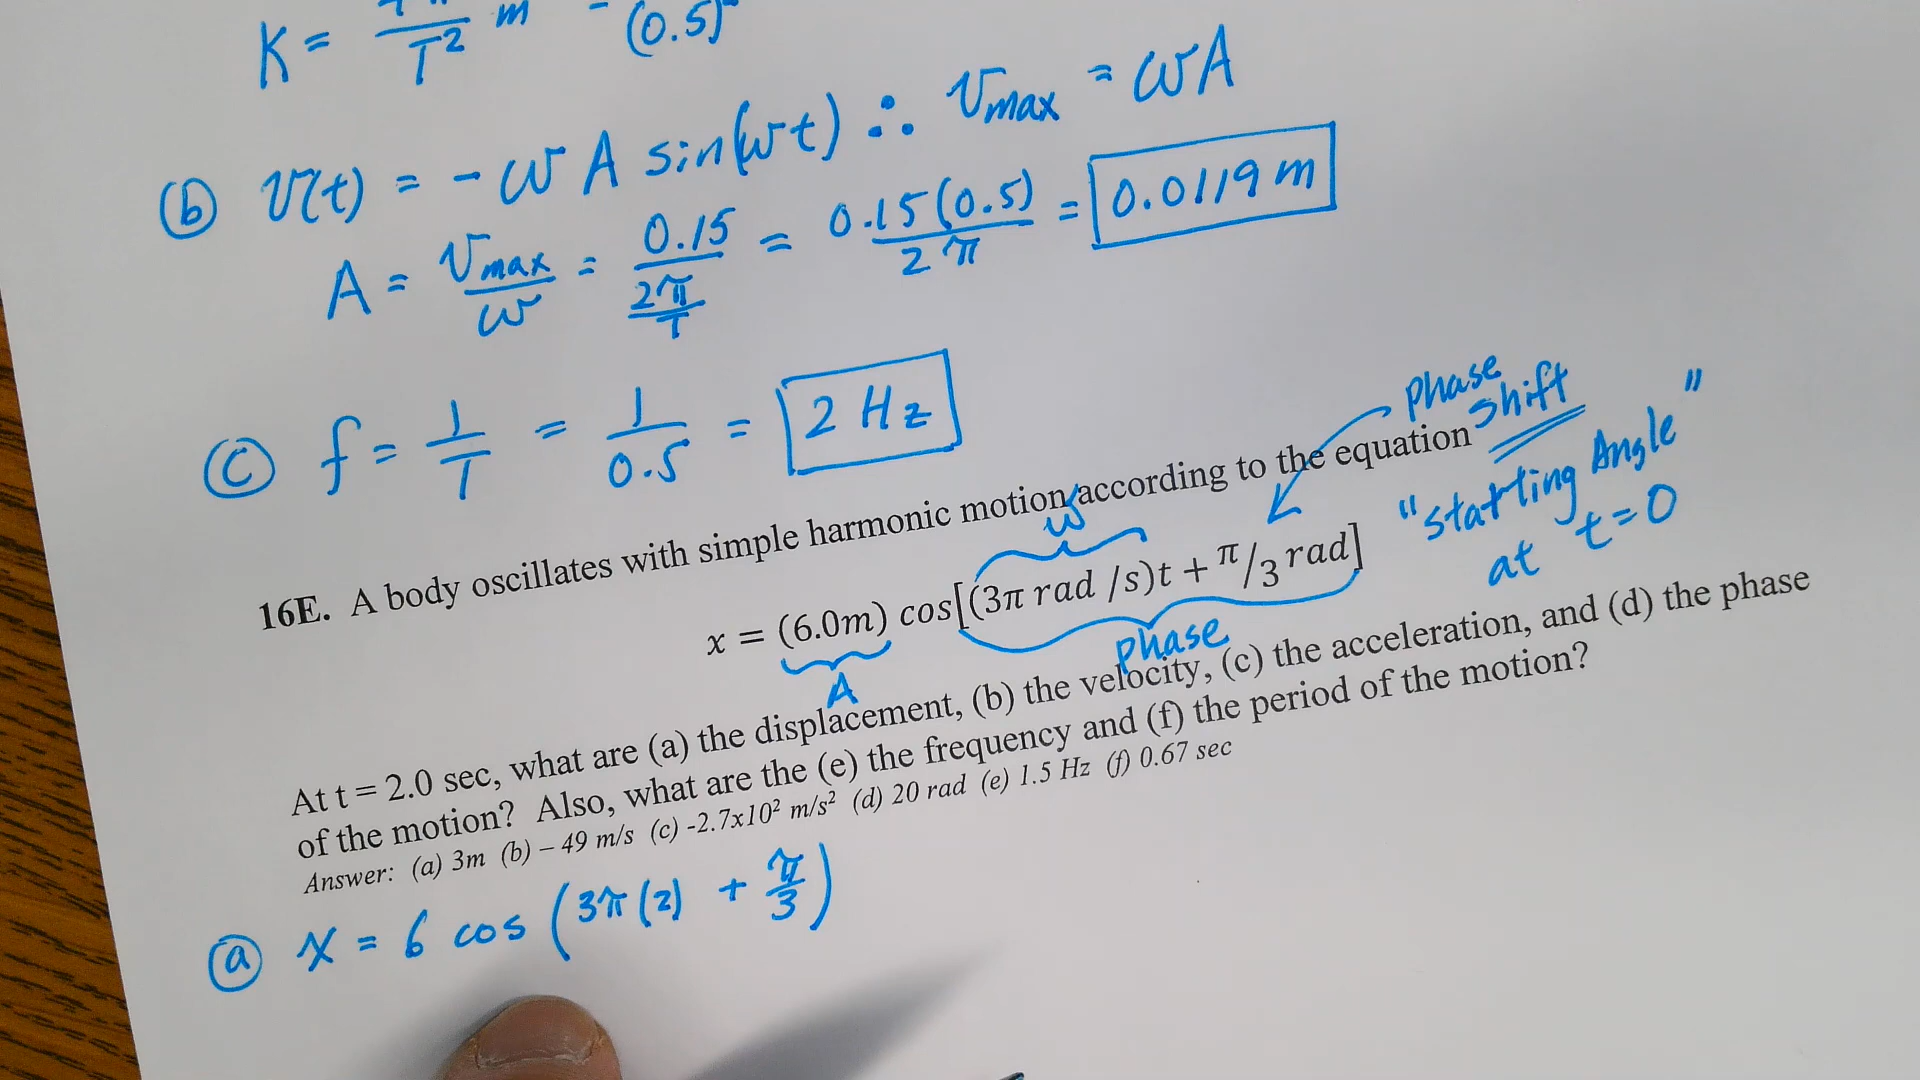 K = π / T² m = (0.5)²
(b) v(t) = - ω A sin(ωt) ∴ vmax = ωA
A = vmax / ω = 0.15 / (2π / T) = 0.15(0.5) / 2π = 0.0119 m
(c) f = 1 / T = 1 / 0.5 = 2 Hz
Phase
shift
"starting Angle"
at t=0
16E. A body oscillates with simple harmonic motion according to the equation
ω
x = (6.0m) cos[(3π rad /s)t + π/3 rad]
A
phase
At t = 2.0 sec, what are (a) the displacement, (b) the velocity, (c) the acceleration, and (d) the phase
of the motion? Also, what are the (e) the frequency and (f) the period of the motion?
Answer: (a) 3m (b) – 49 m/s (c) -2.7x10² m/s² (d) 20 rad (e) 1.5 Hz (f) 0.67 sec
(a) x = 6 cos (3π(2) + π/3)